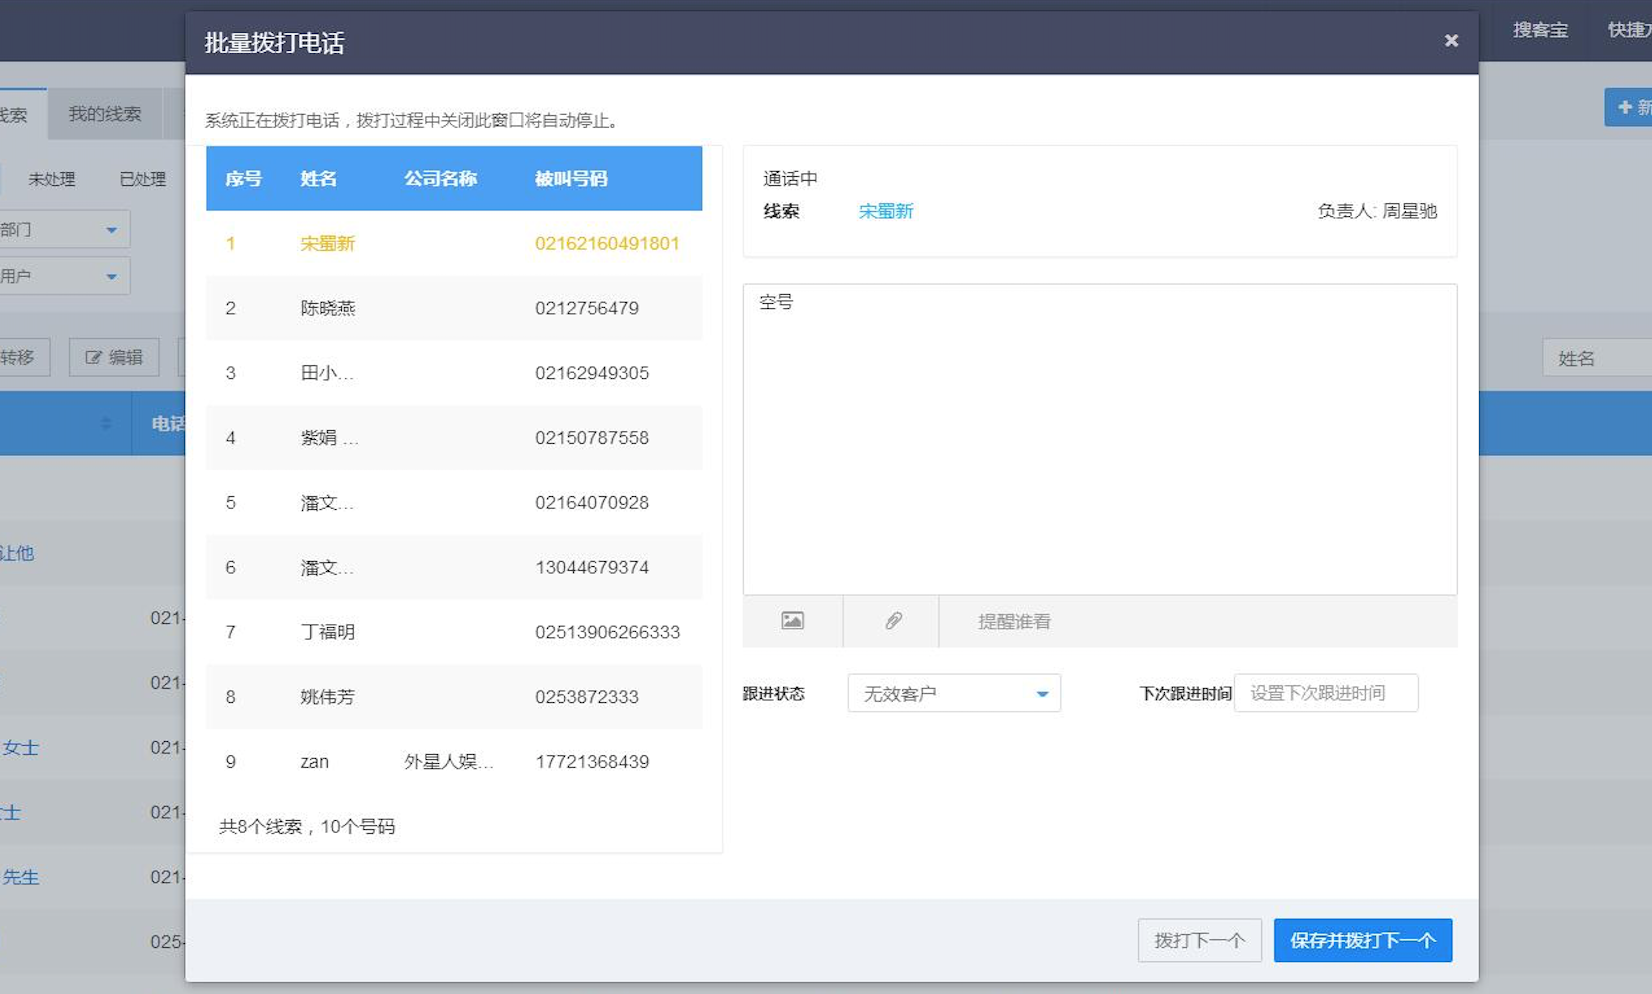 批量拨打电话
×
搜客宝
快捷方
线索
我的线索
新
未处理
已处理
部门
用户
转移
编辑
姓名
电话
让他
021-
021-
女士
021-
士
021-
先生
021-
025-
系统正在拨打电话，拨打过程中关闭此窗口将自动停止。
序号 姓名 公司名称 被叫号码
1 宋蜀新 02162160491801
2 陈晓燕 0212756479
3 田小... 02162949305
4 紫娟 ... 02150787558
5 潘文... 02164070928
6 潘文... 13044679374
7 丁福明 02513906266333
8 姚伟芳 0253872333
9 zan 外星人娱... 17721368439
共8个线索，10个号码
通话中
线索 宋蜀新 负责人: 周星驰
空号
提醒谁看
跟进状态 无效客户 下次跟进时间 设置下次跟进时间
拨打下一个 保存并拨打下一个